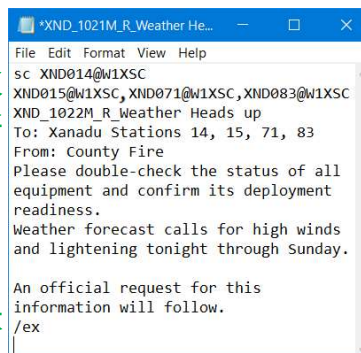 *XND_1021M_R_Weather He...
File Edit Format View Help
sc XND014@W1XSC
XND015@W1XSC,XND071@W1XSC,XND083@W1XSC
XND_1022M_R_Weather Heads up
To: Xanadu Stations 14, 15, 71, 83
From: County Fire
Please double-check the status of all
equipment and confirm its deployment
readiness.
Weather forecast calls for high winds
and lightening tonight through Sunday.
An official request for this
information will follow.
/ex